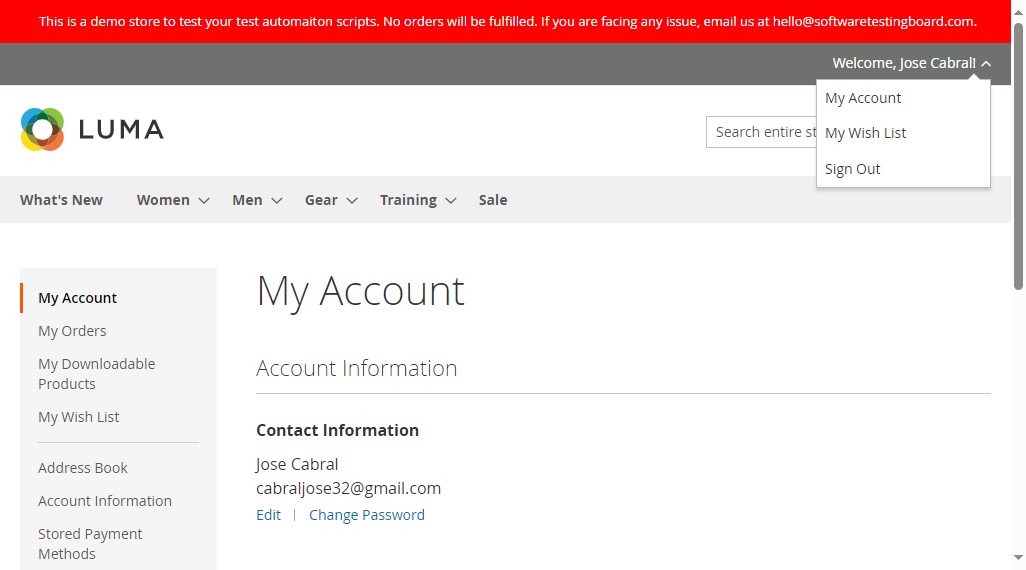 This is a demo store to test your test automaiton scripts. No orders will be fulfilled. If you are facing any issue, email us at hello@softwaretestingboard.com.
Welcome, Jose Cabral!
My Account
My Wish List
Sign Out
LUMA
Search entire st
What's New Women Men Gear Training Sale
My Account
My Orders
My Downloadable
Products
My Wish List
Address Book
Account Information
Stored Payment
Methods
My Account
Account Information
Contact Information
Jose Cabral
cabraljose32@gmail.com
Edit | Change Password